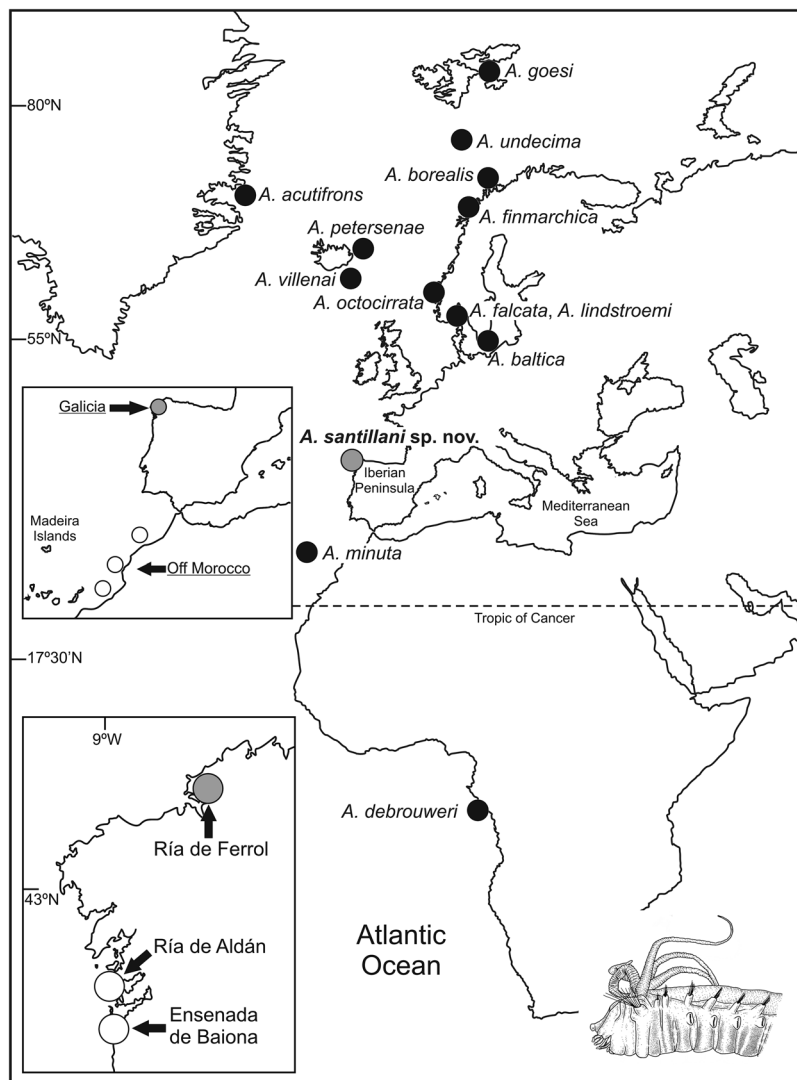 A. goesi
80ºN
A. undecima
A. borealis
A. acutifrons
A. finmarchica
A. petersenae
A. villenai
A. octocirrata
A. falcata, A. lindstroemi
55ºN
A. baltica
Galicia
A. santillani sp. nov.
Iberian
Peninsula
Mediterranean
Sea
Madeira
Islands
Off Morocco
A. minuta
Tropic of Cancer
17º30’N
9ºW
A. debrouweri
Ría de Ferrol
43ºN
Ría de Aldán
Ensenada
de Baiona
Atlantic
Ocean